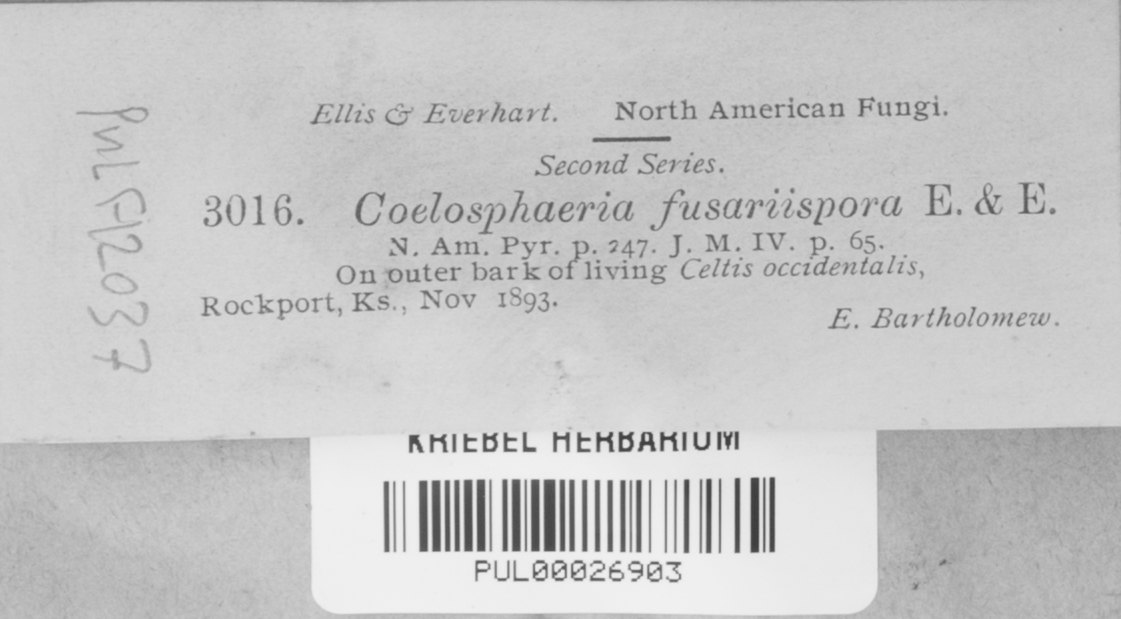 Ellis & Everhart. North American Fungi.
Second Series.
3016. Coelosphaeria fusariispora E. & E.
N. Am. Pyr. p. 247. J. M. IV. p. 65.
On outer bark of living Celtis occidentalis,
Rockport, Ks., Nov 1893.
E. Bartholomew.
PUL F12037
KRIEBEL HERBARIUM
PUL00026903